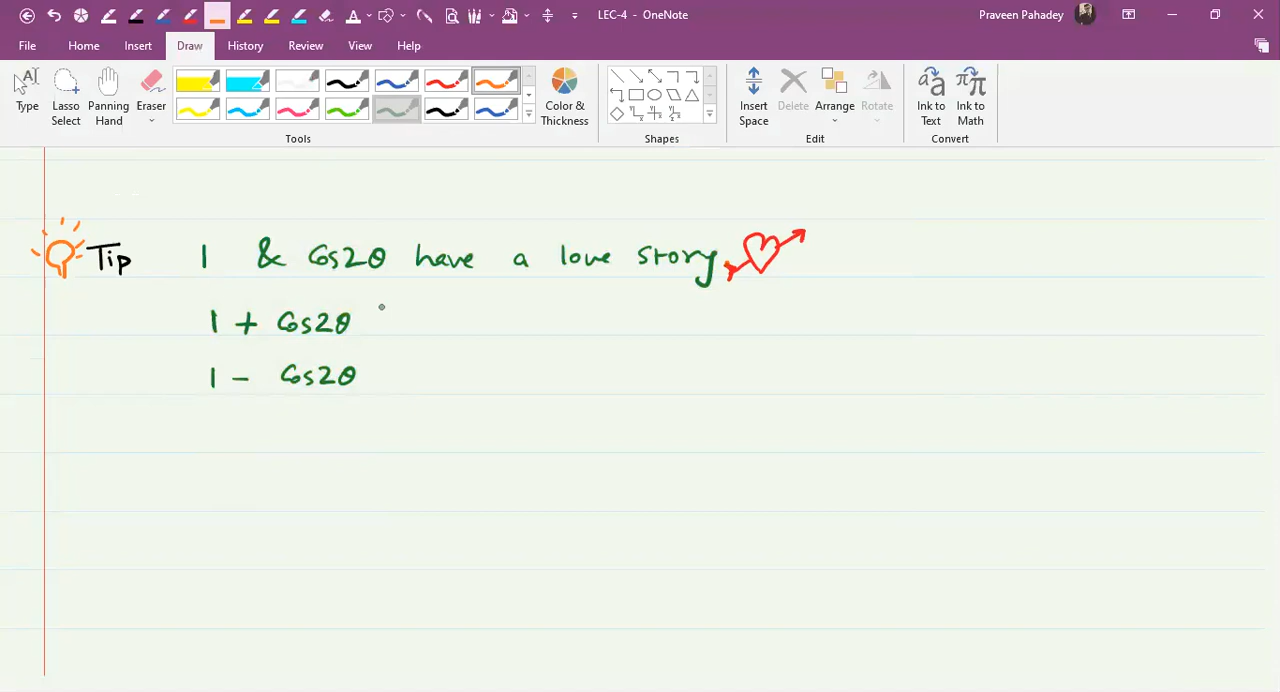 LEC-4 - OneNote
Praveen Pahadey
File Home Insert Draw History Review View Help
Type
Lasso Select
Panning Hand
Eraser
Color & Thickness
Insert Space
Delete
Arrange
Rotate
Ink to Text
Ink to Math
Tools
Shapes
Edit
Convert
Tip 1 & Cos2θ have a love story
1 + Cos2θ
1 - Cos2θ